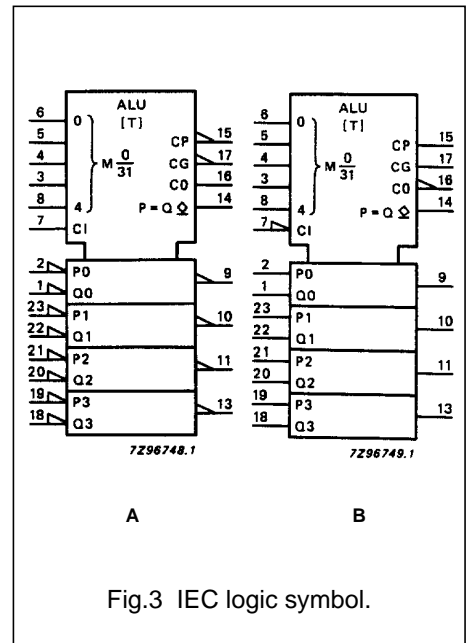 ALU
[T]
6 0
5
4
3
8 4
M 0/31
7 CI
CP 15
CG 17
C0 16
P = Q ◇ 14
2 P0
1 Q0
9
23 P1
22 Q1
10
21 P2
20 Q2
11
19 P3
18 Q3
13
7Z96748.1
A
ALU
[T]
6 0
5
4
3
8 4
M 0/31
7 CI
CP 15
CG 17
C0 16
P = Q ◇ 14
2 P0
1 Q0
9
23 P1
22 Q1
10
21 P2
20 Q2
11
19 P3
18 Q3
13
7Z96749.1
B
Fig.3 IEC logic symbol.